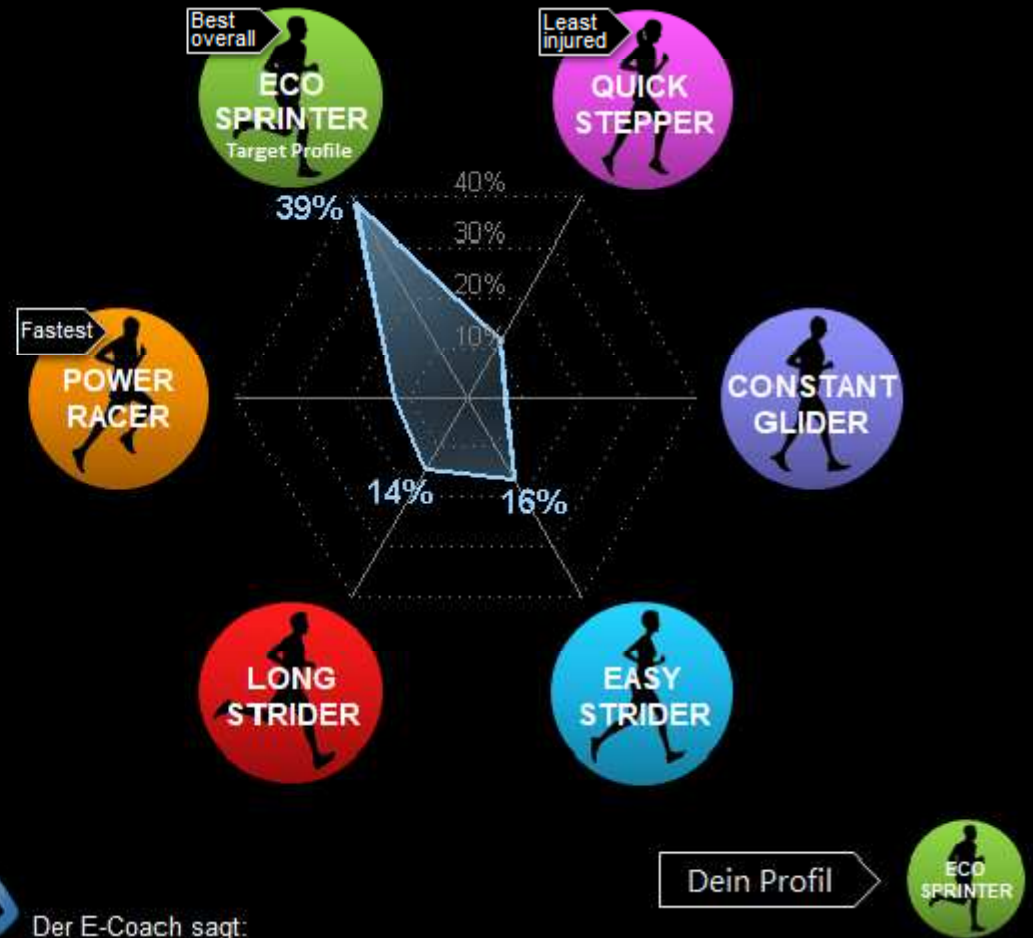 Best
overall
ECO
SPRINTER
Target Profile
Least
injured
QUICK
STEPPER
40%
39%
30%
20%
10%
Fastest
POWER
RACER
CONSTANT
GLIDER
14%
16%
LONG
STRIDER
EASY
STRIDER
Dein Profil
ECO
SPRINTER
Der E-Coach sagt: